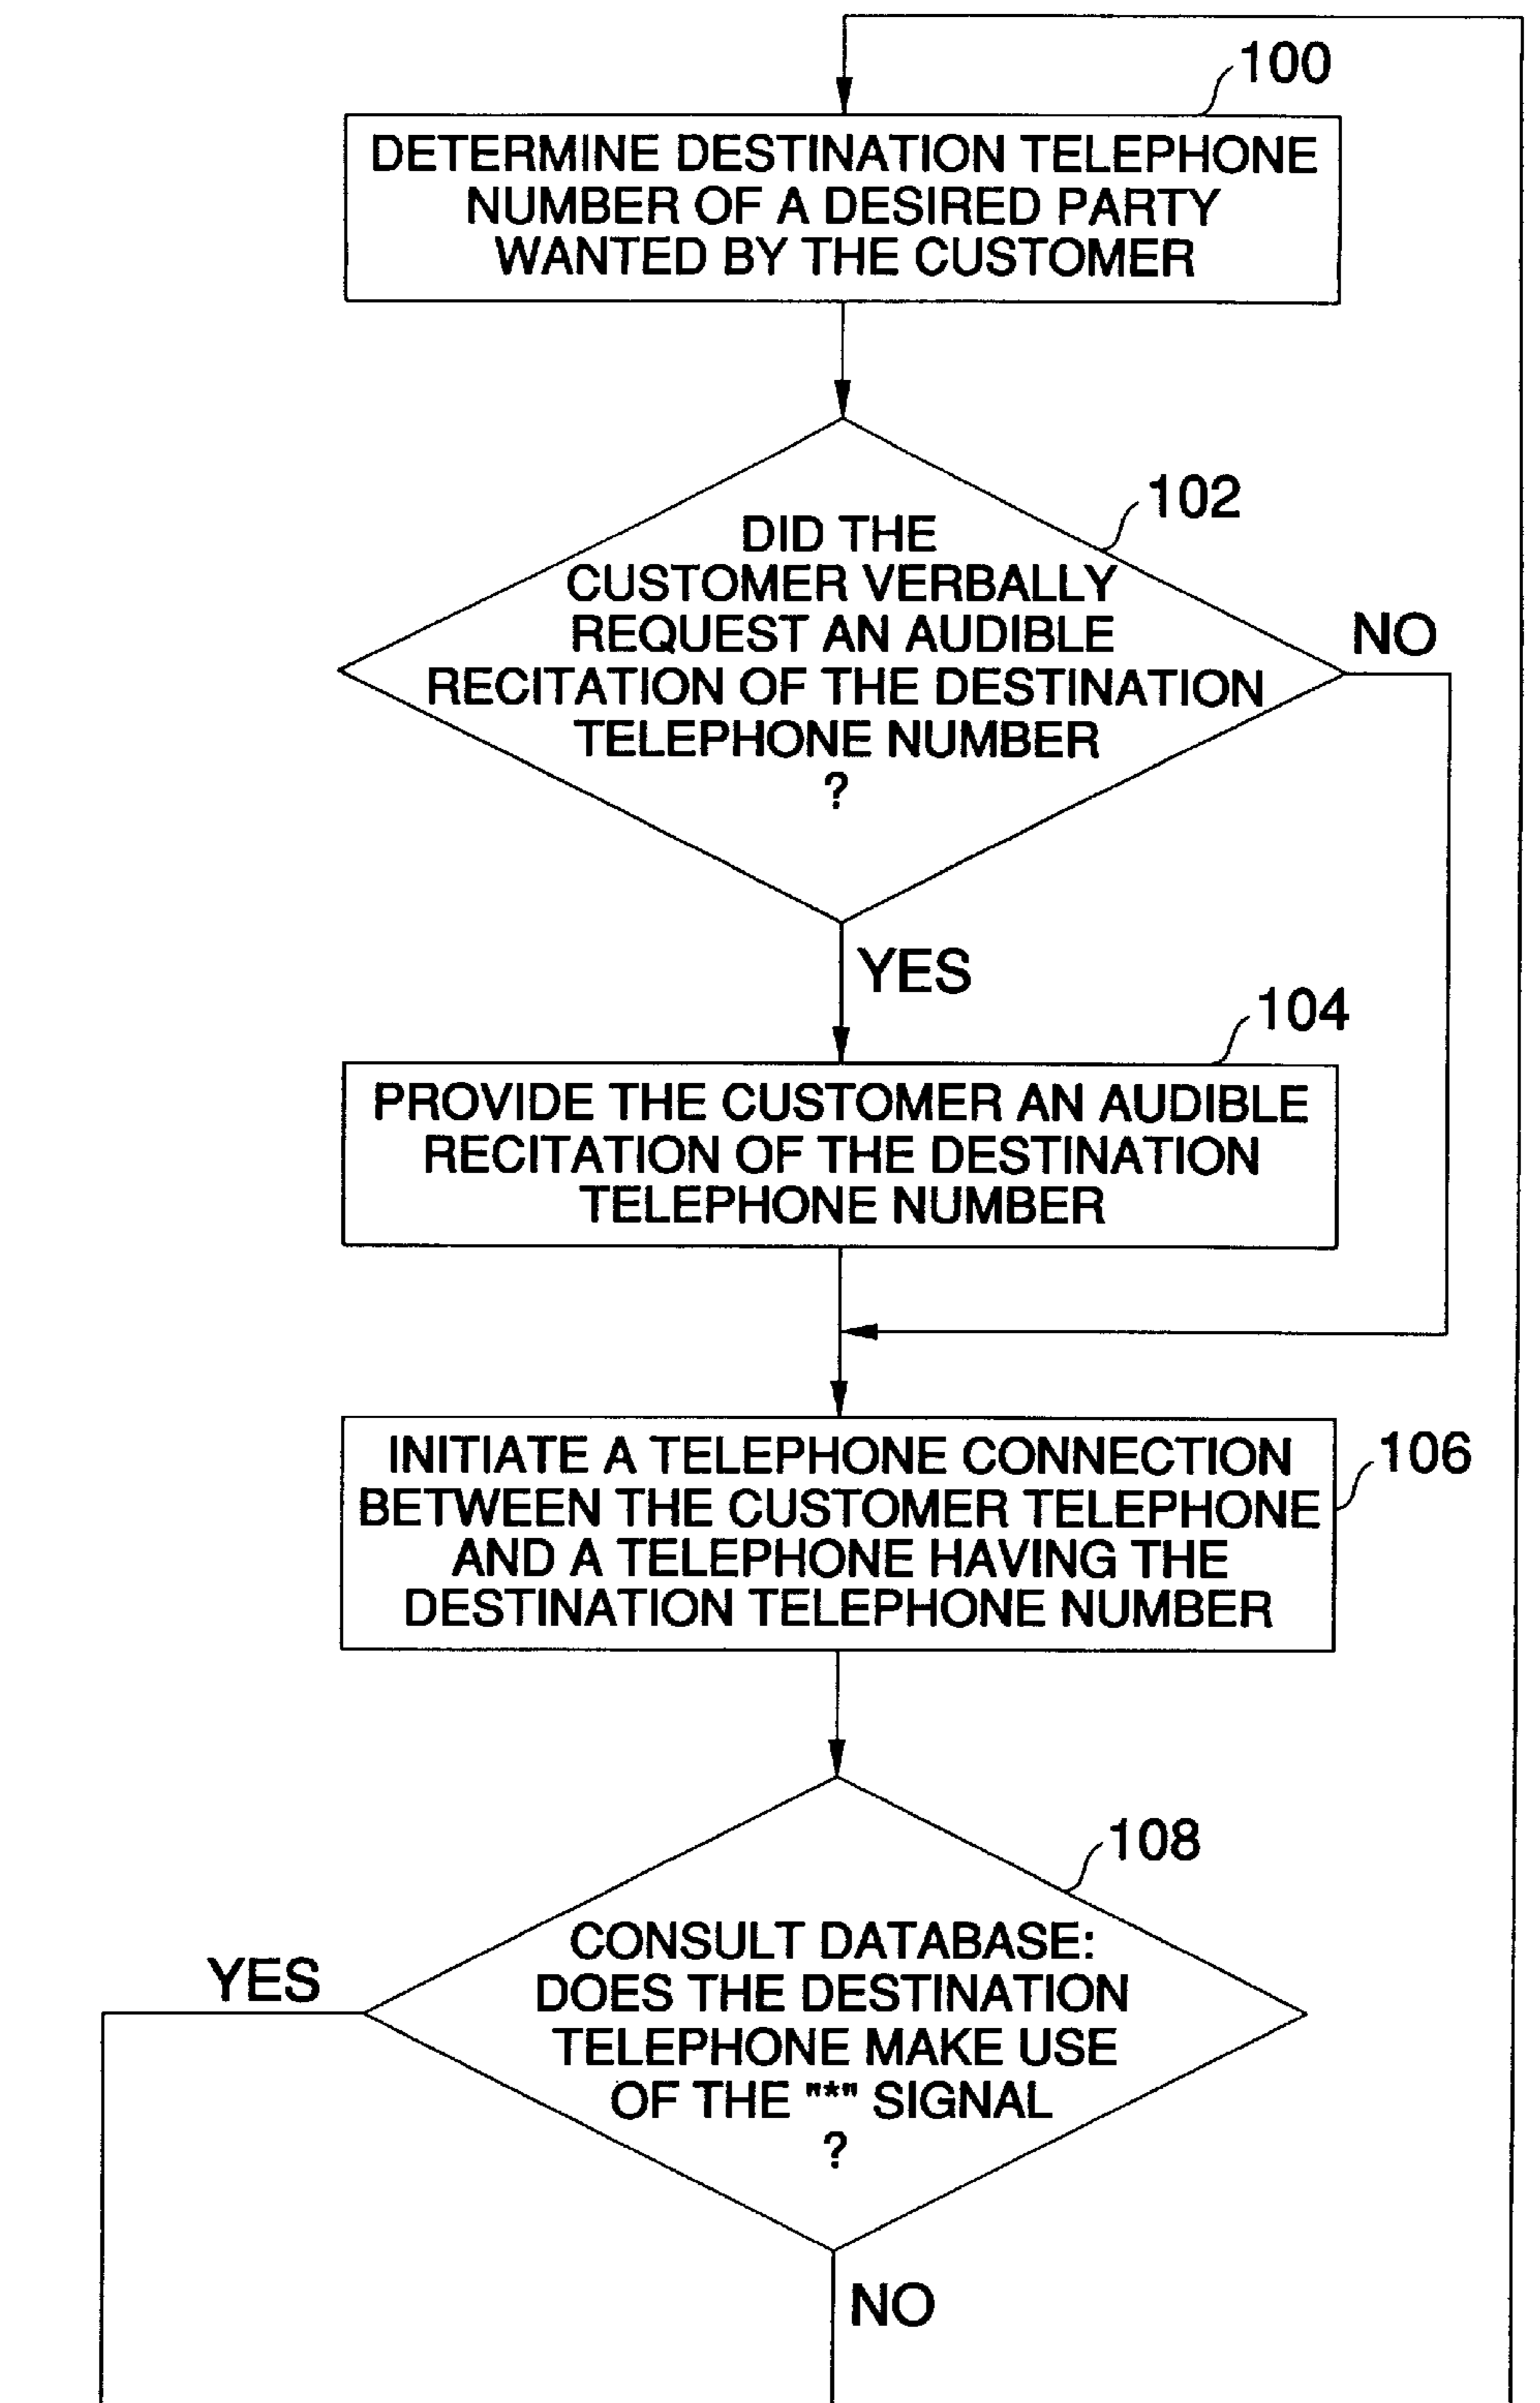 100
DETERMINE DESTINATION TELEPHONE
NUMBER OF A DESIRED PARTY
WANTED BY THE CUSTOMER
102
DID THE
CUSTOMER VERBALLY
REQUEST AN AUDIBLE
RECITATION OF THE DESTINATION
TELEPHONE NUMBER
?
NO
YES
104
PROVIDE THE CUSTOMER AN AUDIBLE
RECITATION OF THE DESTINATION
TELEPHONE NUMBER
INITIATE A TELEPHONE CONNECTION
BETWEEN THE CUSTOMER TELEPHONE
AND A TELEPHONE HAVING THE
DESTINATION TELEPHONE NUMBER
106
108
CONSULT DATABASE:
DOES THE DESTINATION
TELEPHONE MAKE USE
OF THE "*" SIGNAL
?
YES
NO